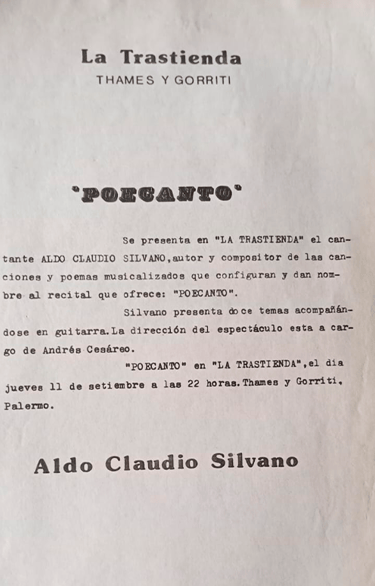 La Trastienda
THAMES Y GORRITI
"POECANTO"
Se presenta en "LA TRASTIENDA" el can-
tante ALDO CLAUDIO SILVANO,autor y compositor de las can-
ciones y poemas musicalizados que configuran y dan nom-
bre al recital que ofrece: "POECANTO".
Silvano presenta doce temas acompañán-
dose en guitarra.La dirección del espectáculo esta a car-
go de Andrés Cesáreo.
"POECANTO" en "LA TRASTIENDA",el dia
jueves 11 de setiembre a las 22 horas.Thames y Gorriti,
Palermo.
Aldo Claudio Silvano